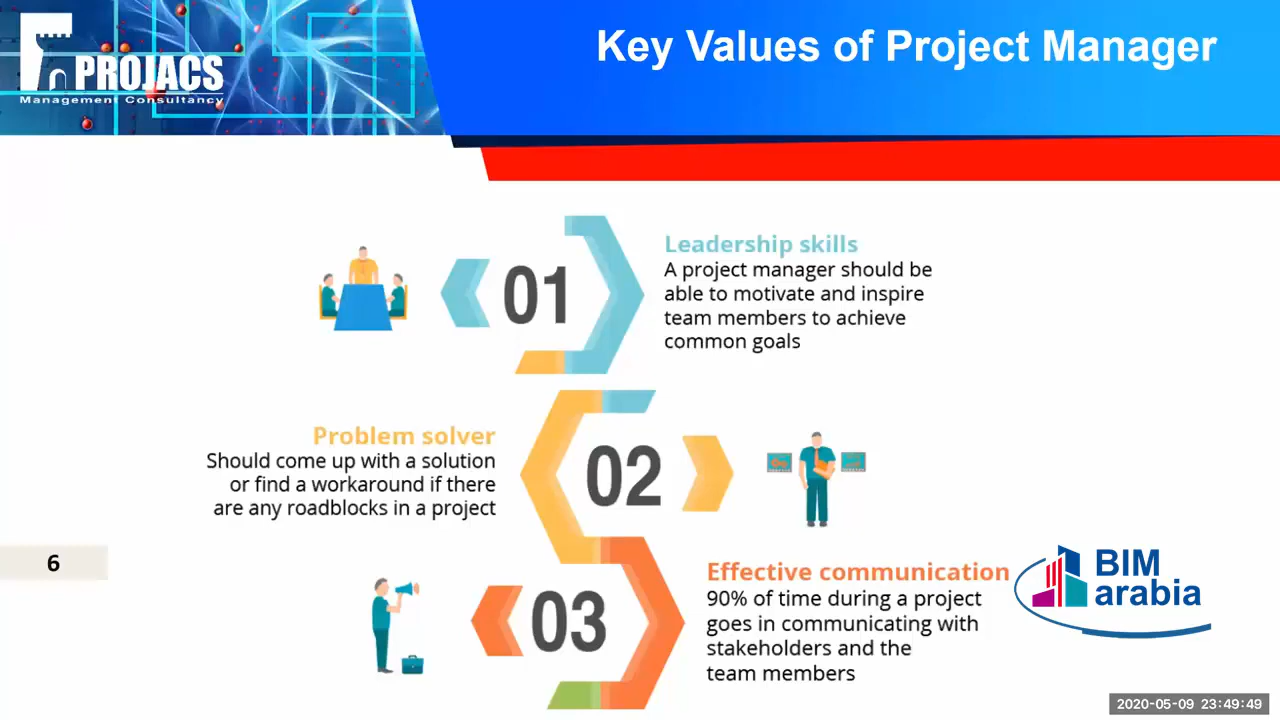 PROJACS
Management Consultancy
Key Values of Project Manager
01
Leadership skills
A project manager should be
able to motivate and inspire
team members to achieve
common goals
Problem solver
Should come up with a solution
or find a workaround if there
are any roadblocks in a project
02
6
03
Effective communication
90% of time during a project
goes in communicating with
stakeholders and the
team members
BIM
arabia
2020-05-09 23:49:49